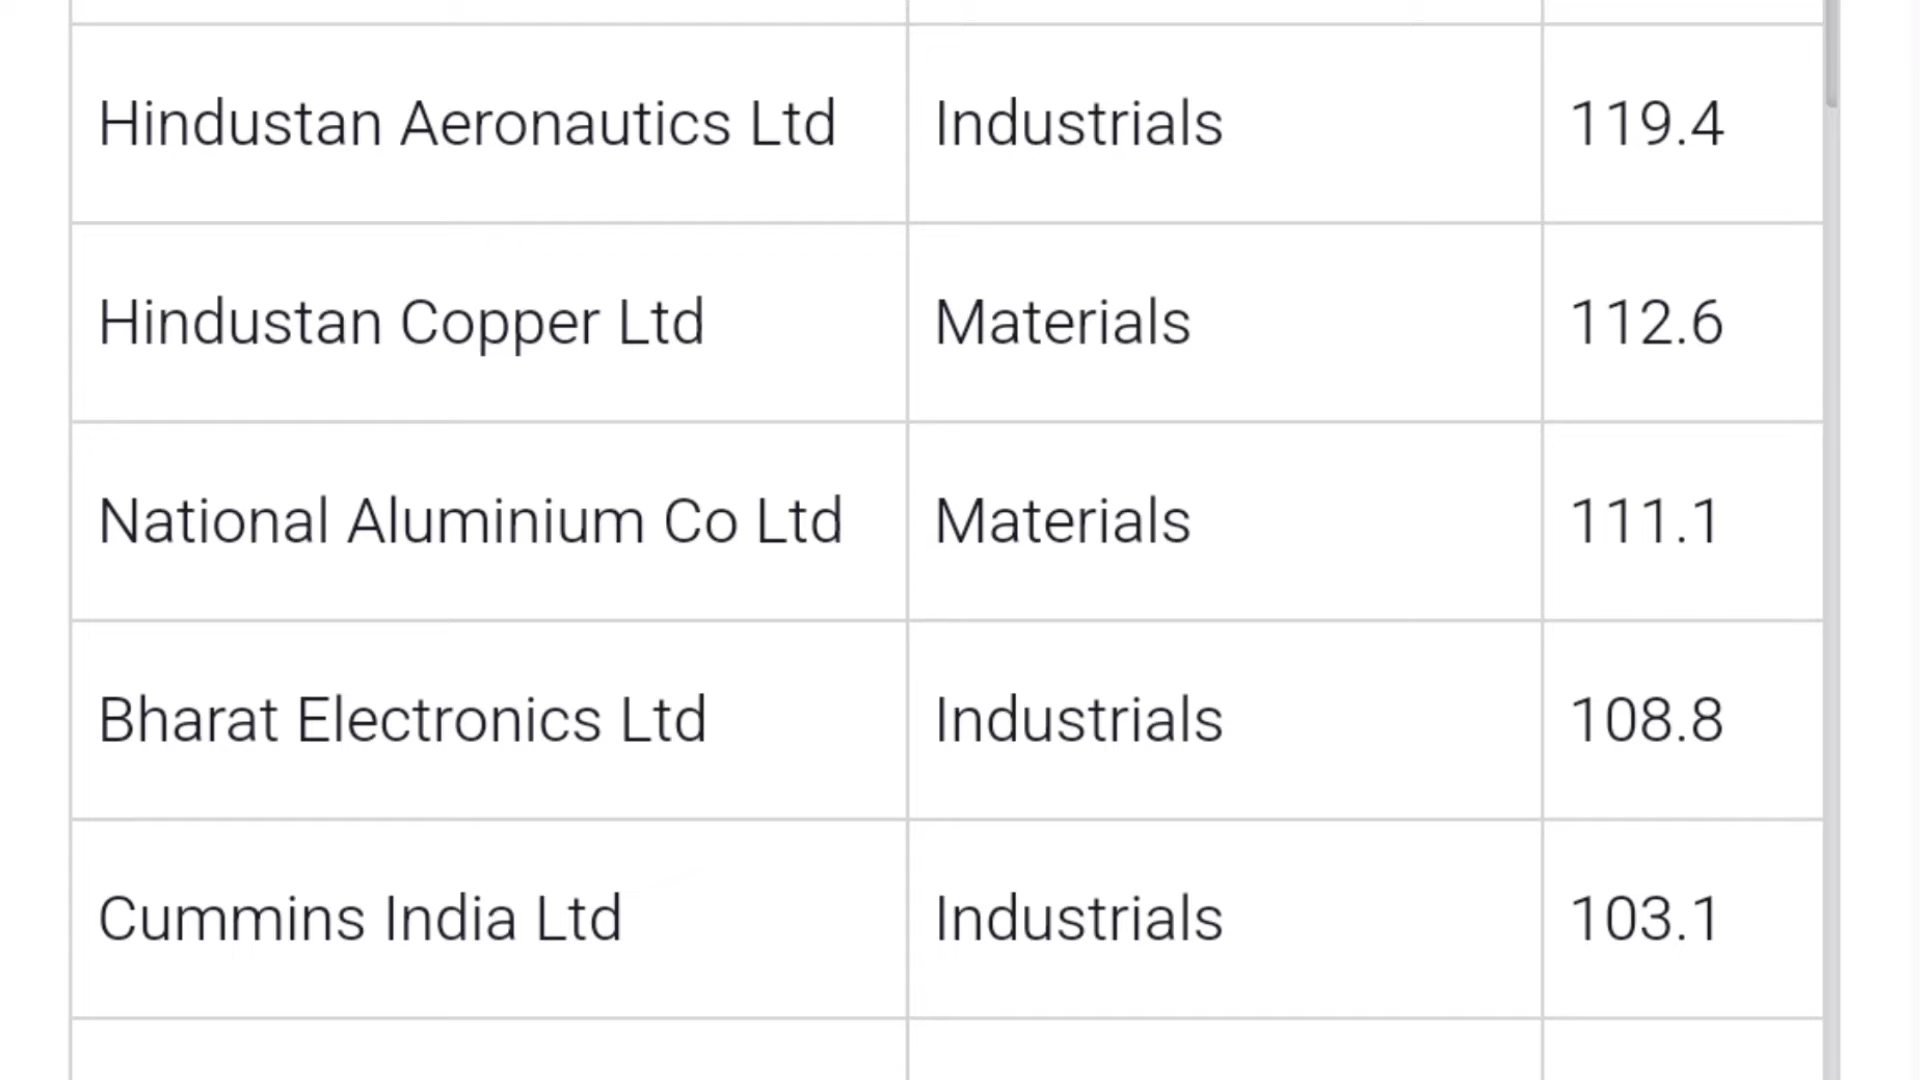 Hindustan Aeronautics Ltd Industrials 119.4
Hindustan Copper Ltd Materials 112.6
National Aluminium Co Ltd Materials 111.1
Bharat Electronics Ltd Industrials 108.8
Cummins India Ltd Industrials 103.1